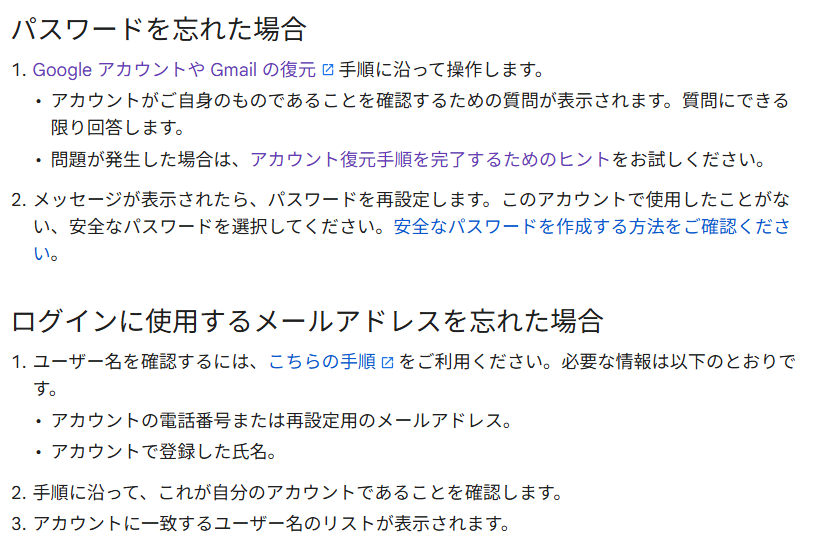 パスワードを忘れた場合
1. Google アカウントや Gmail の復元 手順に沿って操作します。
• アカウントがご自身のものであることを確認するための質問が表示されます。質問にできる
限り回答します。
• 問題が発生した場合は、アカウント復元手順を完了するためのヒントをお試しください。
2. メッセージが表示されたら、パスワードを再設定します。このアカウントで使用したことがな
い、安全なパスワードを選択してください。安全なパスワードを作成する方法をご確認くださ
い。
ログインに使用するメールアドレスを忘れた場合
1. ユーザー名を確認するには、こちらの手順 をご利用ください。必要な情報は以下のとおりで
す。
• アカウントの電話番号または再設定用のメールアドレス。
• アカウントで登録した氏名。
2. 手順に沿って、これが自分のアカウントであることを確認します。
3. アカウントに一致するユーザー名のリストが表示されます。